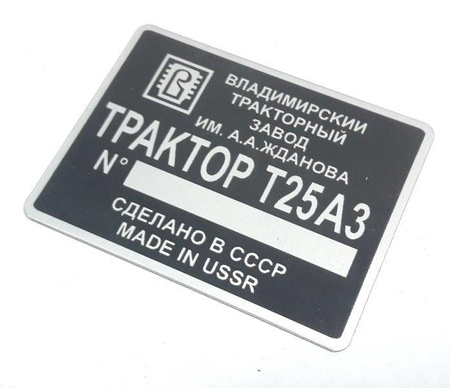 ВЛАДИМИРСКИЙ
ТРАКТОРНЫЙ
ЗАВОД
ИМ. А.А.ЖДАНОВА
ТРАКТОР Т25А3
N°
СДЕЛАНО В СССР
MADE IN USSR